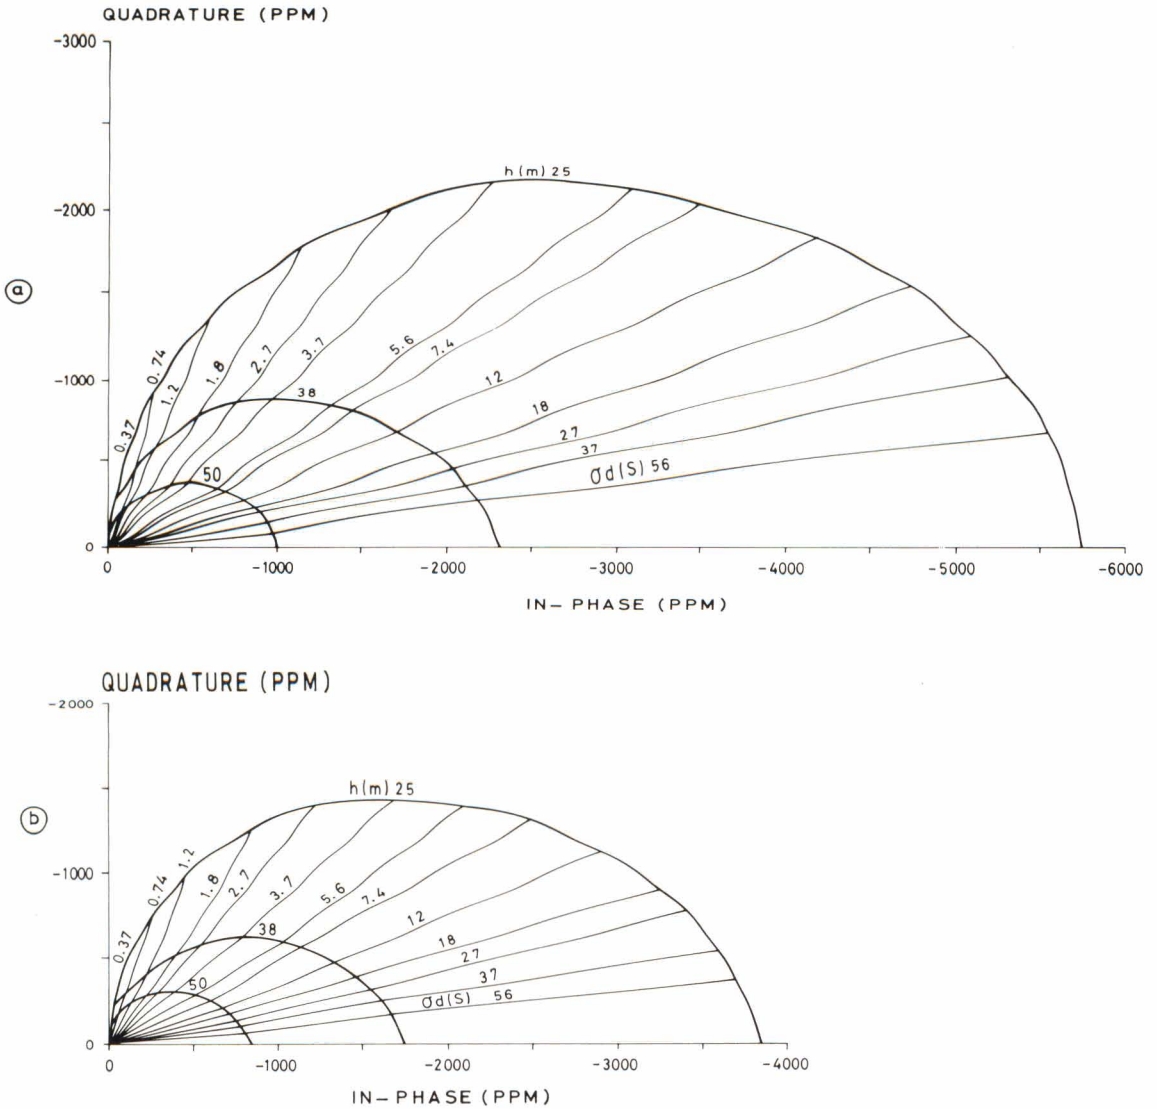 QUADRATURE (PPM)
-3000
h(m) 25
-2000
a
0.74
1.2
1.8
2.7
3.7
5.6
7.4
-1000
12
38
18
0.37
27
37
50
σd(S) 56
0
0 -1000 -2000 -3000 -4000 -5000 -6000
IN-PHASE (PPM)
QUADRATURE (PPM)
-2000
h(m) 25
b
1.2
-1000
0.74
1.8
2.7
3.7
5.6
7.4
12
38
18
0.37
27
37
50
σd(S) 56
0
0 -1000 -2000 -3000 -4000
IN-PHASE (PPM)